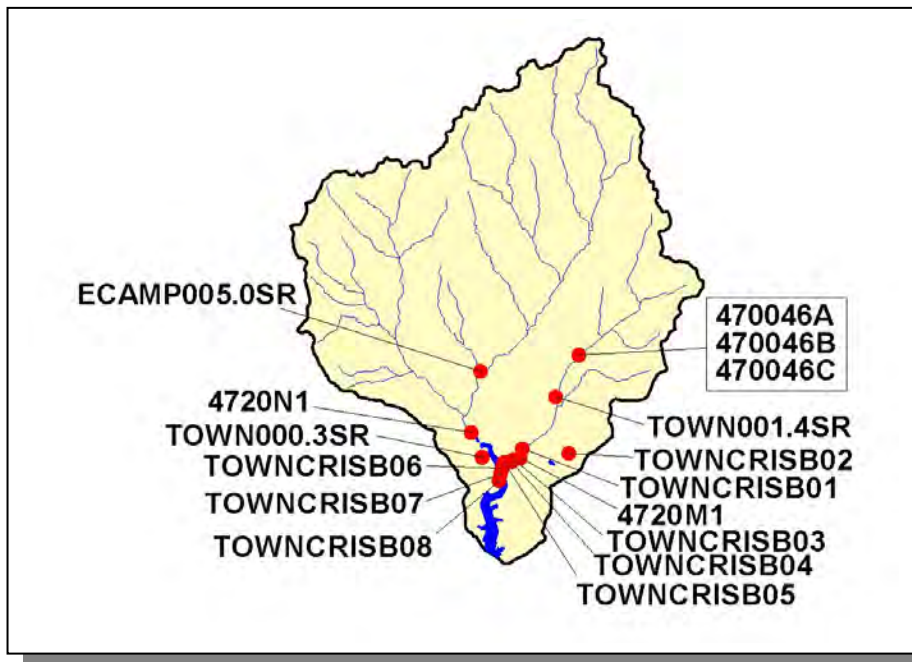 ECAMP005.0SR
470046A
470046B
470046C
4720N1
TOWN000.3SR
TOWNCRISB06
TOWNCRISB07
TOWNCRISB08
TOWN001.4SR
TOWNCRISB02
TOWNCRISB01
4720M1
TOWNCRISB03
TOWNCRISB04
TOWNCRISB05